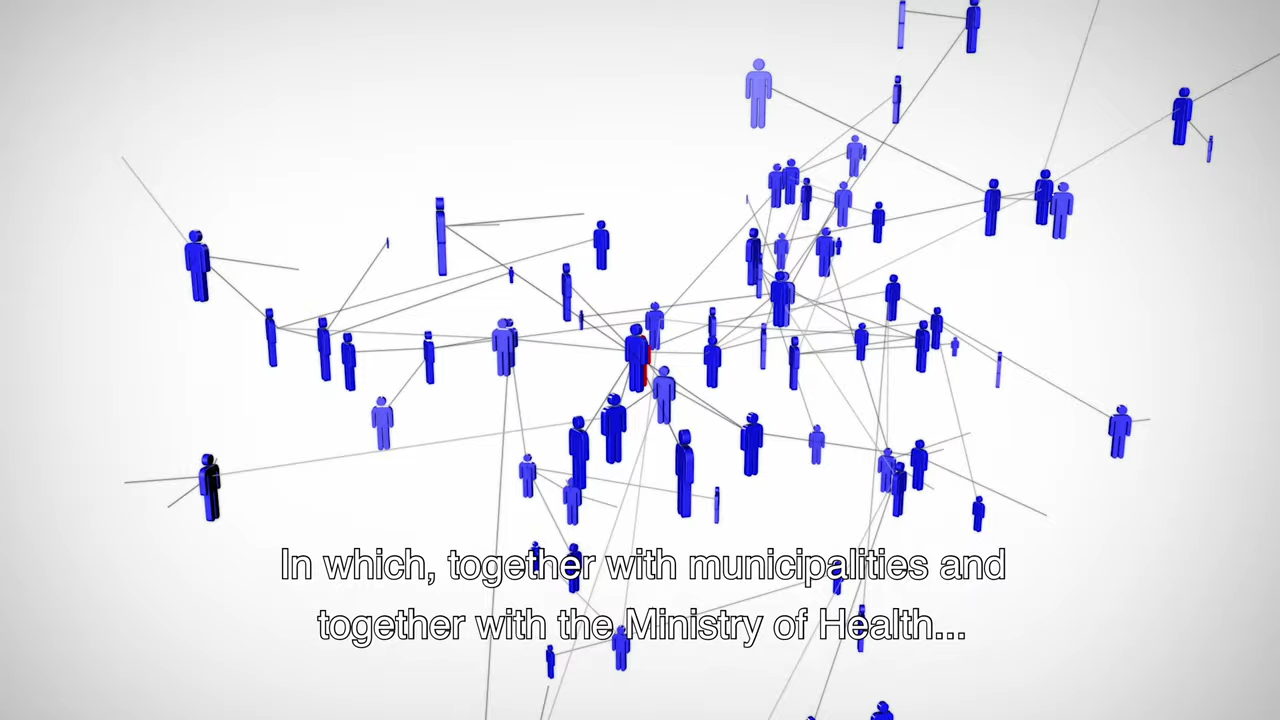 In which, together with municipalities and
together with the Ministry of Health...